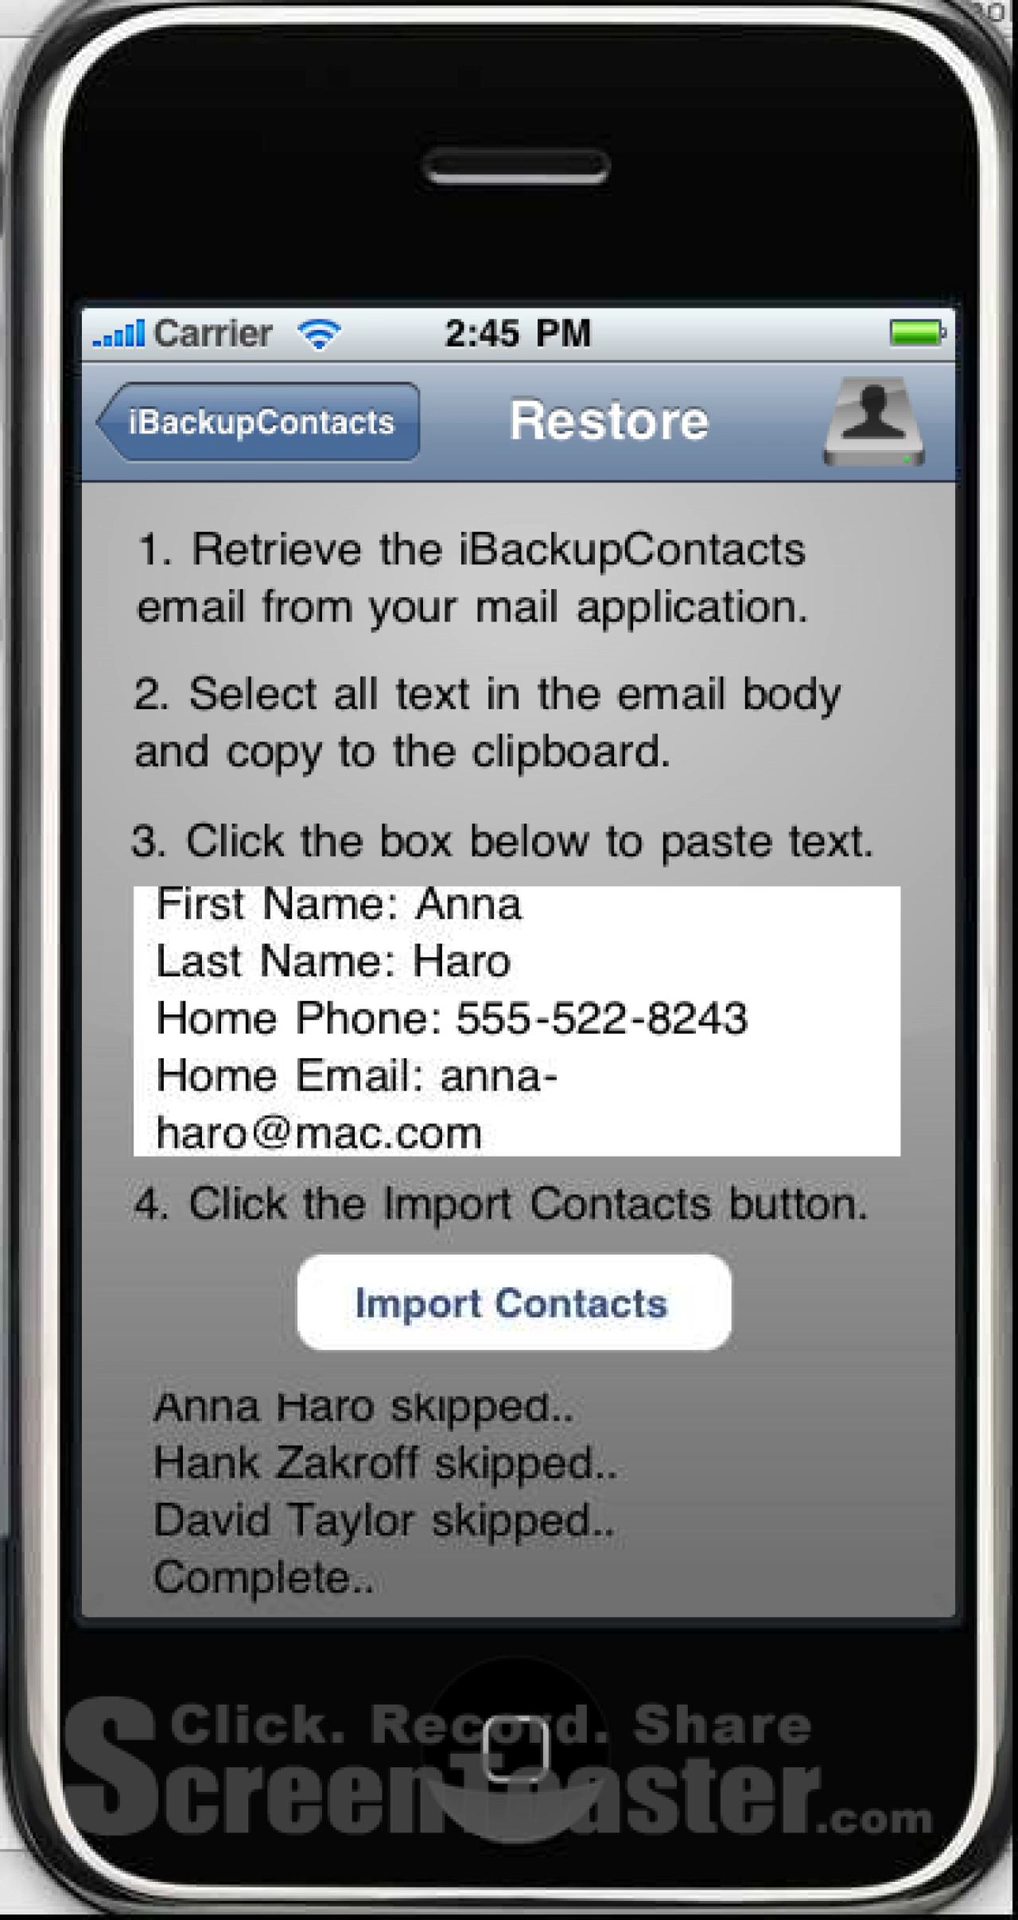 Carrier 2:45 PM
iBackupContacts Restore
1. Retrieve the iBackupContacts
email from your mail application.
2. Select all text in the email body
and copy to the clipboard.
3. Click the box below to paste text.
First Name: Anna
Last Name: Haro
Home Phone: 555-522-8243
Home Email: anna-
haro@mac.com
4. Click the Import Contacts button.
Import Contacts
Anna Haro skipped..
Hank Zakroff skipped..
David Taylor skipped..
Complete..
Click. Record. Share
ScreenToaster.com